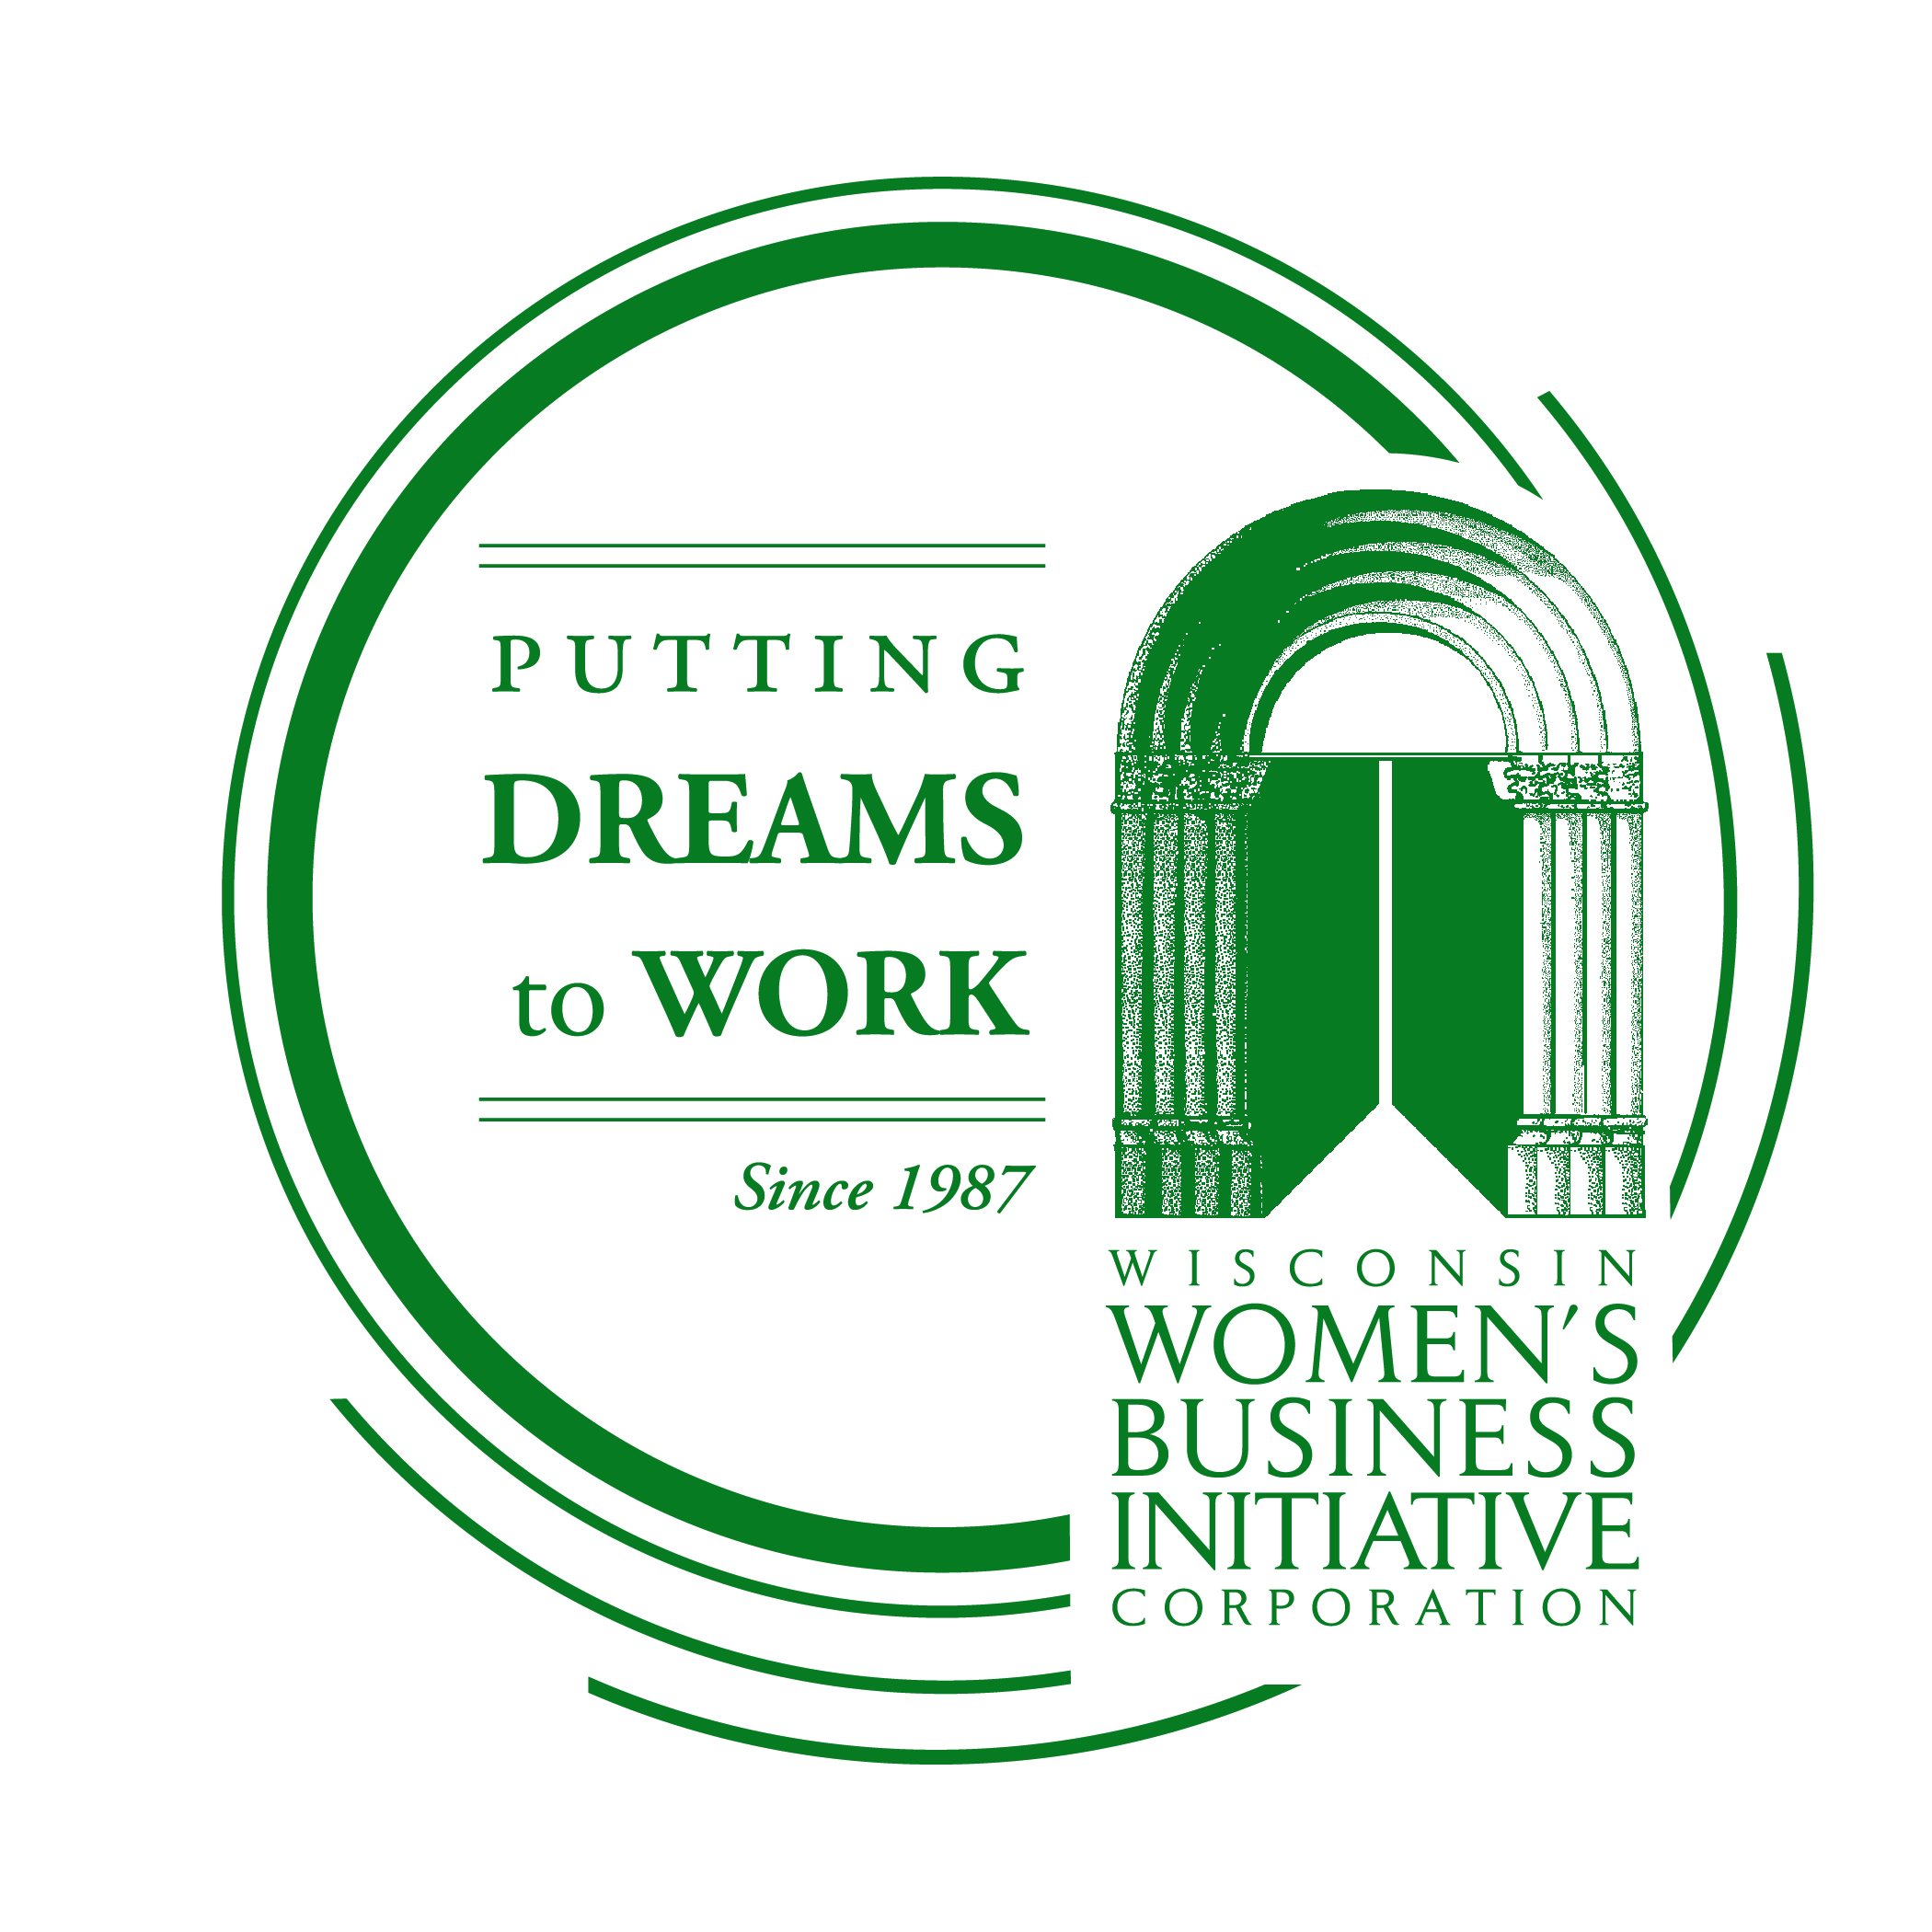 PUTTING
DREAMS
to WORK
Since 1987
WISCONSIN
WOMEN'S
BUSINESS
INITIATIVE
CORPORATION